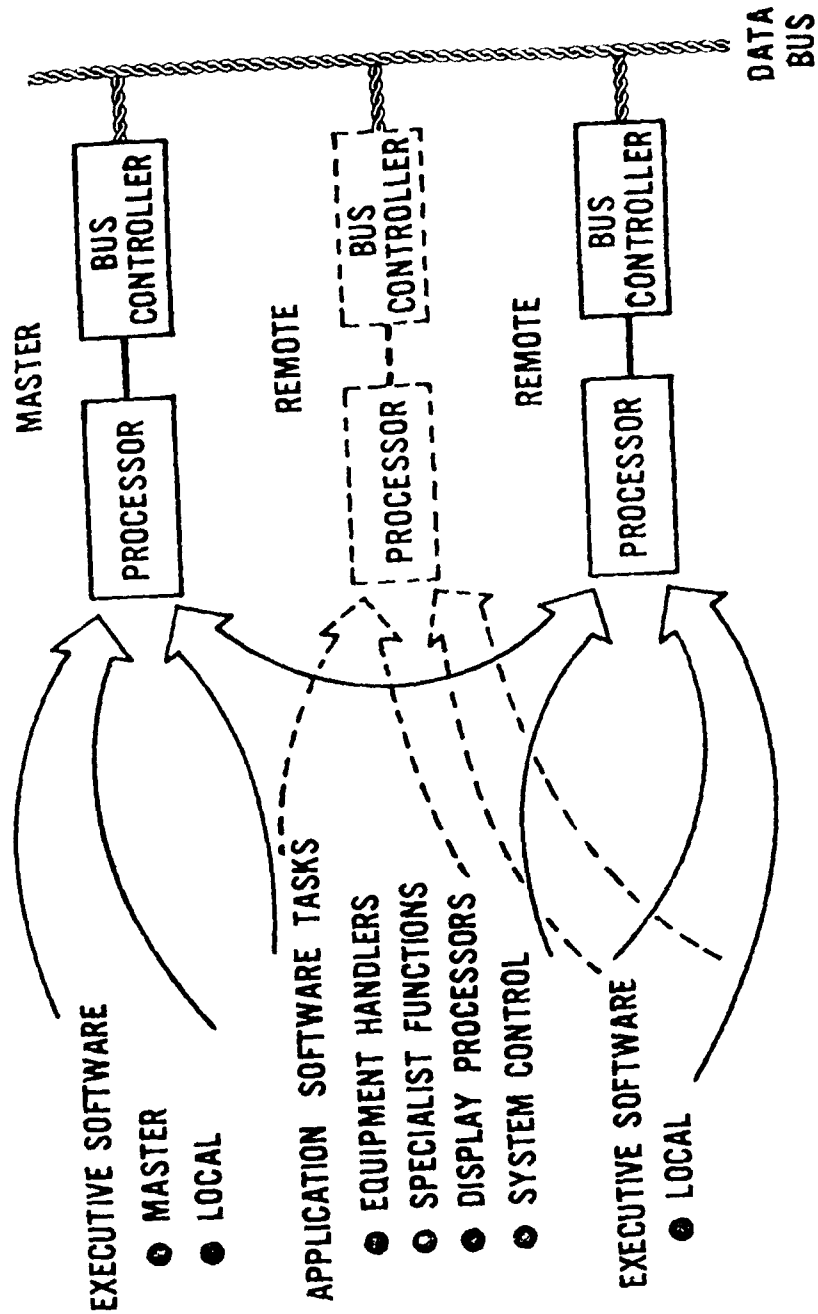 EXECUTIVE SOFTWARE
MASTER
LOCAL
APPLICATION SOFTWARE TASKS
EQUIPMENT HANDLERS
SPECIALIST FUNCTIONS
DISPLAY PROCESSORS
SYSTEM CONTROL
EXECUTIVE SOFTWARE
LOCAL
MASTER
PROCESSOR
BUS
CONTROLLER
REMOTE
PROCESSOR
BUS
CONTROLLER
REMOTE
PROCESSOR
BUS
CONTROLLER
DATA
BUS